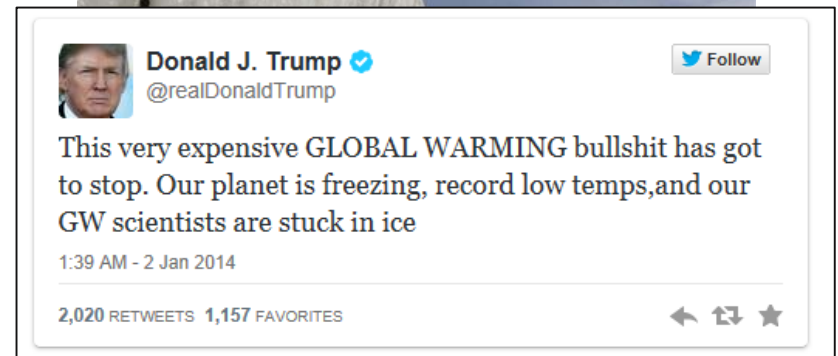 Donald J. Trump
Follow
@realDonaldTrump
This very expensive GLOBAL WARMING bullshit has got
to stop. Our planet is freezing, record low temps,and our
GW scientists are stuck in ice
1:39 AM - 2 Jan 2014
2,020 RETWEETS 1,157 FAVORITES